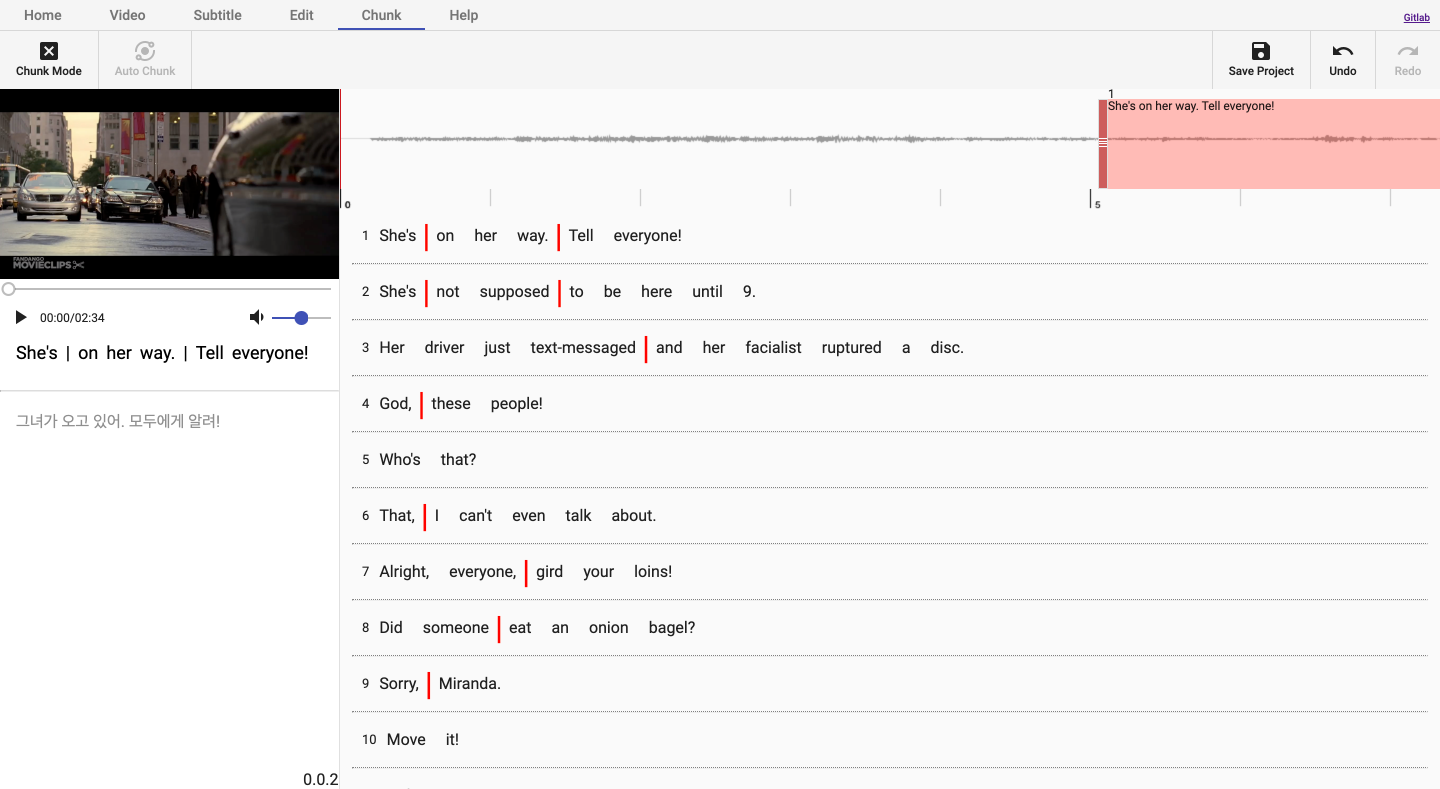 Home Video Subtitle Edit Chunk Help Gitlab
Chunk Mode Auto Chunk Save Project Undo Redo
1
She's on her way. Tell everyone!
0 5
FANDANGO
MOVIECLIPS
00:00/02:34
She's | on her way. | Tell everyone!
그녀가 오고 있어. 모두에게 알려!
0.0.2
1 She's on her way. Tell everyone!
2 She's not supposed to be here until 9.
3 Her driver just text-messaged and her facialist ruptured a disc.
4 God, these people!
5 Who's that?
6 That, I can't even talk about.
7 Alright, everyone, gird your loins!
8 Did someone eat an onion bagel?
9 Sorry, Miranda.
10 Move it!